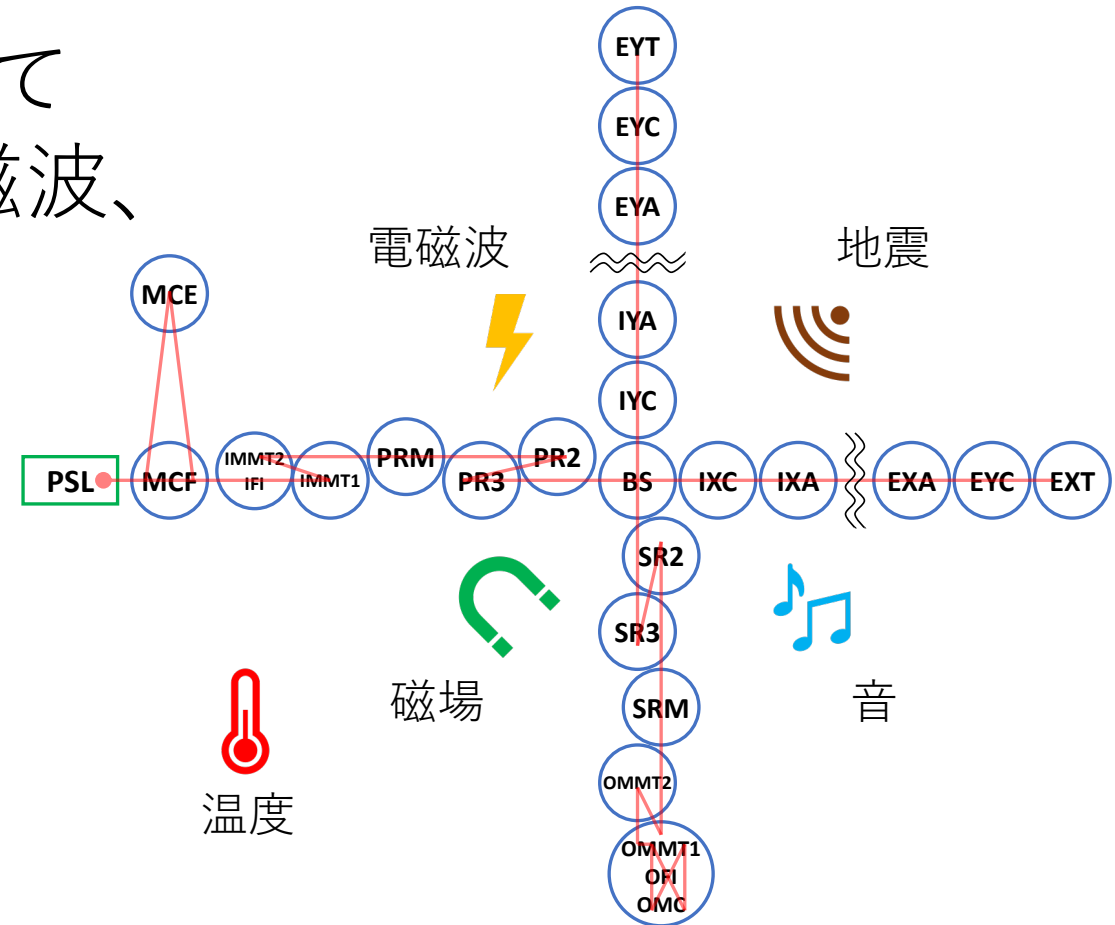 て
磁波、
EYT
EYC
EYA
電磁波
地震
MCE
IYA
IYC
PSL
MCF
IMMT2
IFI
IMMT1
PRM
PR3
PR2
BS
IXC
IXA
EXA
EYC
EXT
SR2
SR3
磁場
SRM
音
OMMT2
温度
OMMT1
OFI
OMC